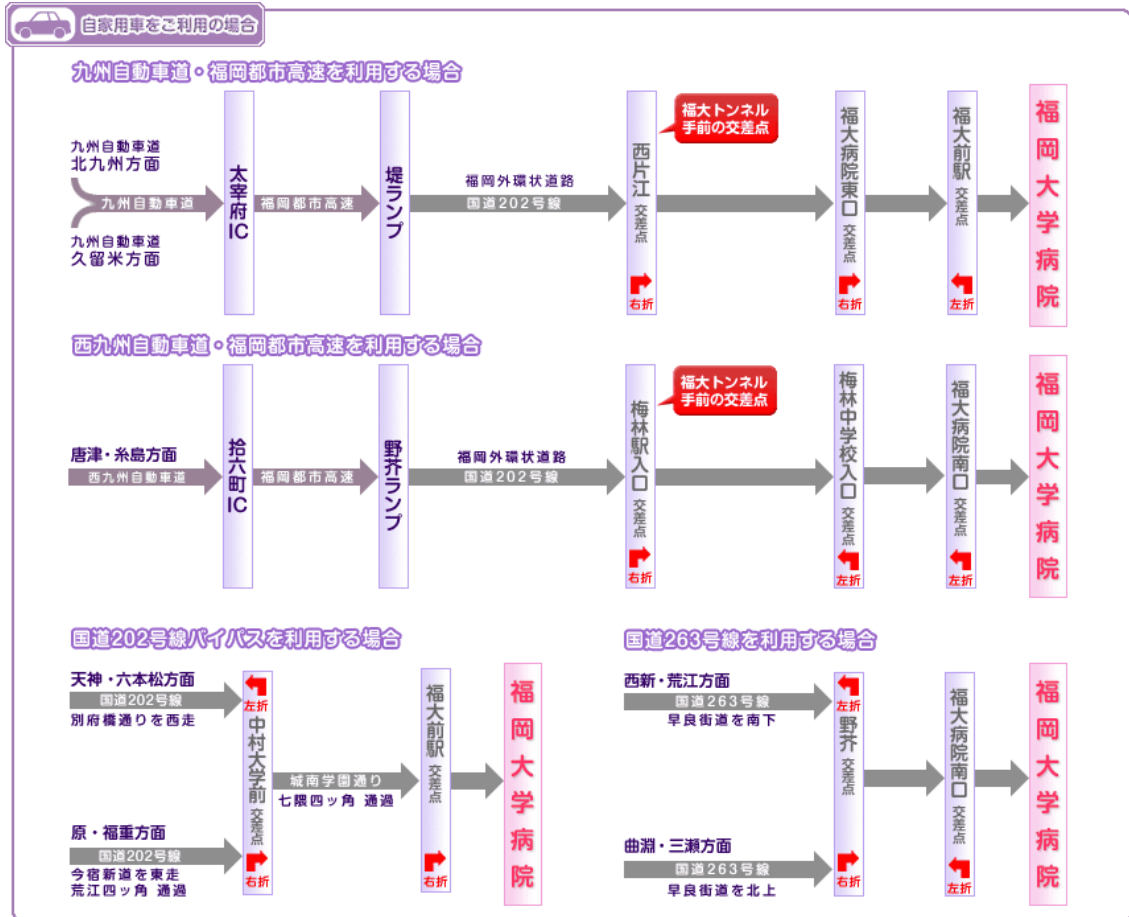 自家用車をご利用の場合
九州自動車道・福岡都市高速を利用する場合
九州自動車道
北九州方面
九州自動車道
九州自動車道
久留米方面
太宰府IC
福岡都市高速
堤ランプ
福岡外環状道路
国道202号線
西片江 交差点
右折
福大トンネル
手前の交差点
福大病院東口 交差点
右折
福大前駅 交差点
左折
福岡大学病院
西九州自動車道・福岡都市高速を利用する場合
唐津・糸島方面
西九州自動車道
拾六町IC
福岡都市高速
野芥ランプ
福岡外環状道路
国道202号線
梅林駅入口 交差点
右折
福大トンネル
手前の交差点
梅林中学校入口 交差点
左折
福大病院南口 交差点
左折
福岡大学病院
国道202号線バイパスを利用する場合
天神・六本松方面
国道202号線
別府橋通りを西走
原・福重方面
国道202号線
今宿新道を東走
荒江四ッ角 通過
左折
中村大学前 交差点
右折
城南学園通り
七隈四ッ角 通過
福大前駅 交差点
右折
福岡大学病院
国道263号線を利用する場合
西新・荒江方面
国道263号線
早良街道を南下
曲淵・三瀬方面
国道263号線
早良街道を北上
左折
野芥 交差点
右折
福大病院南口 交差点
左折
福岡大学病院